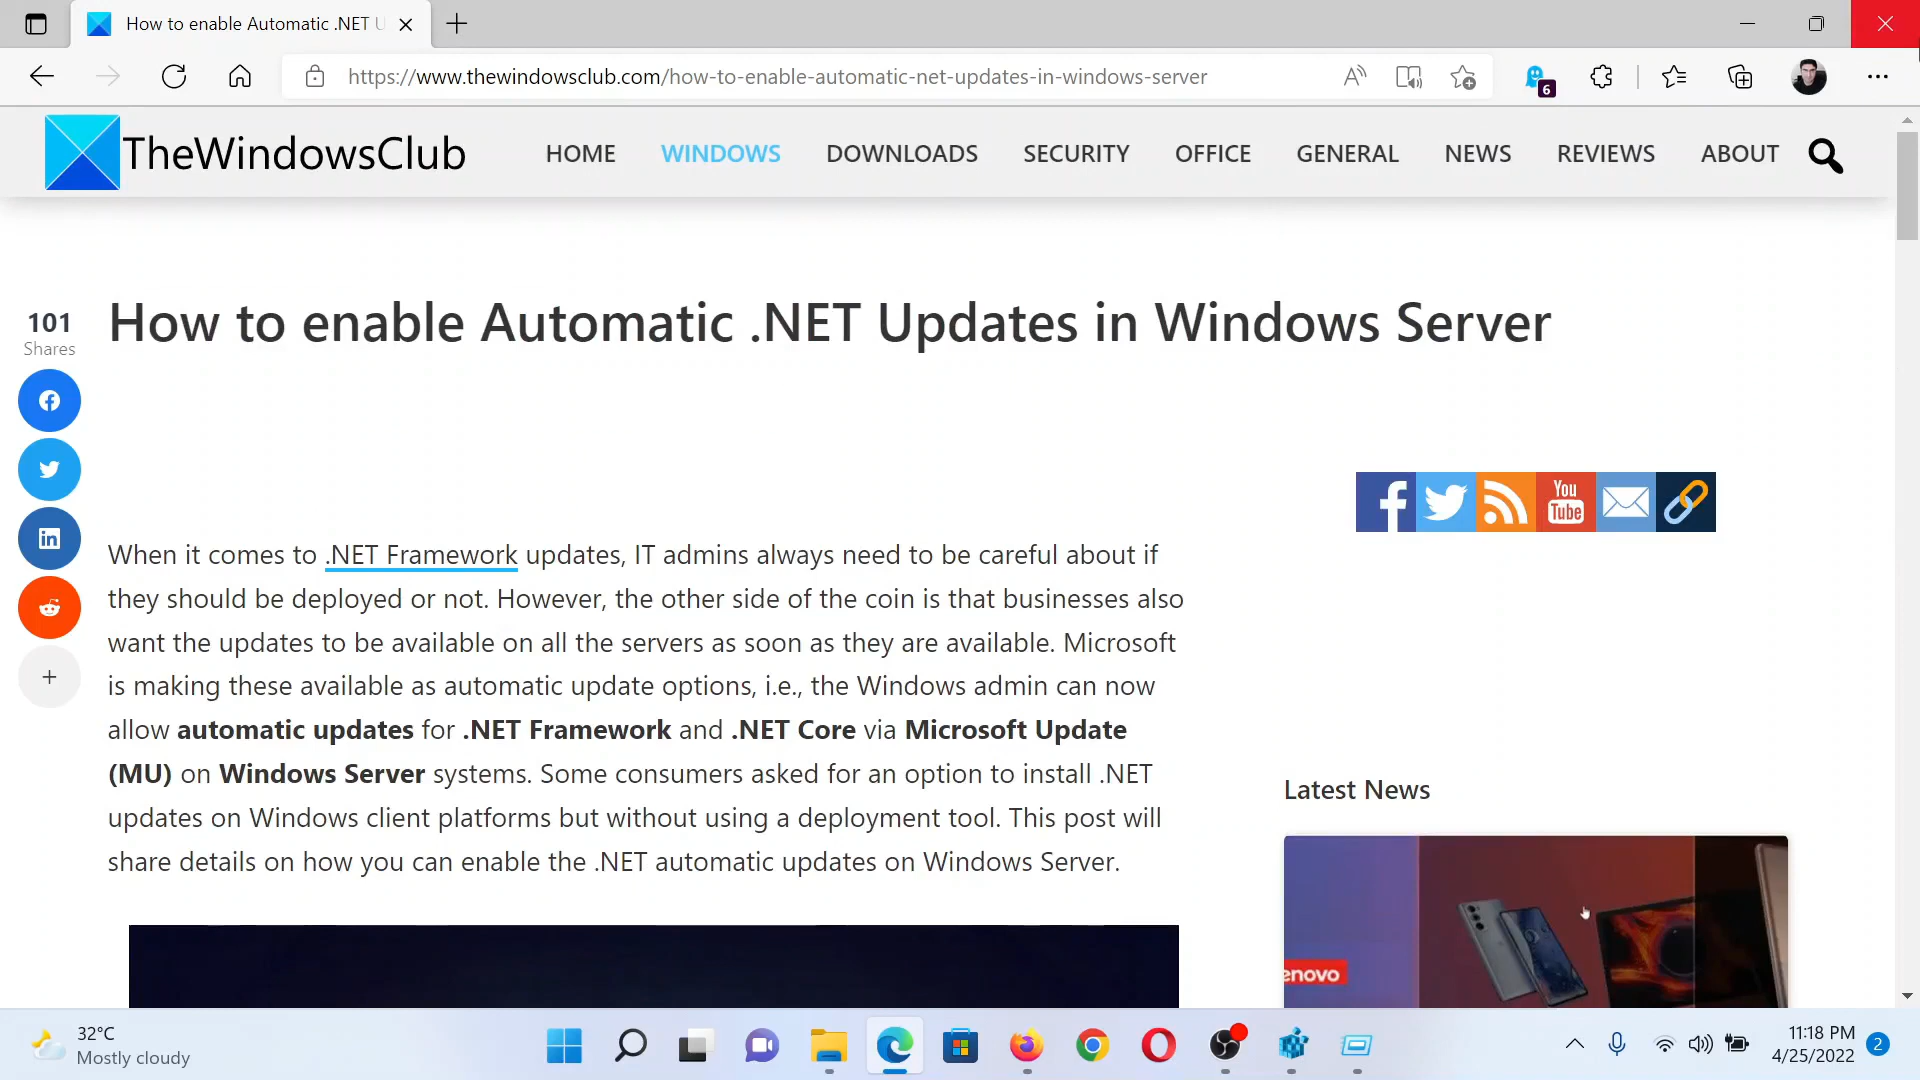 How to enable Automatic .NET U
https://www.thewindowsclub.com/how-to-enable-automatic-net-updates-in-windows-server
6
TheWindowsClub
HOME
WINDOWS
DOWNLOADS
SECURITY
OFFICE
GENERAL
NEWS
REVIEWS
ABOUT
How to enable Automatic .NET Updates in Windows Server
101
Shares
You
Tube
When it comes to .NET Framework updates, IT admins always need to be careful about if
they should be deployed or not. However, the other side of the coin is that businesses also
want the updates to be available on all the servers as soon as they are available. Microsoft
is making these available as automatic update options, i.e., the Windows admin can now
allow automatic updates for .NET Framework and .NET Core via Microsoft Update
(MU) on Windows Server systems. Some consumers asked for an option to install .NET
updates on Windows client platforms but without using a deployment tool. This post will
share details on how you can enable the .NET automatic updates on Windows Server.
Latest News
enovo
32°C
Mostly cloudy
11:18 PM
4/25/2022
2